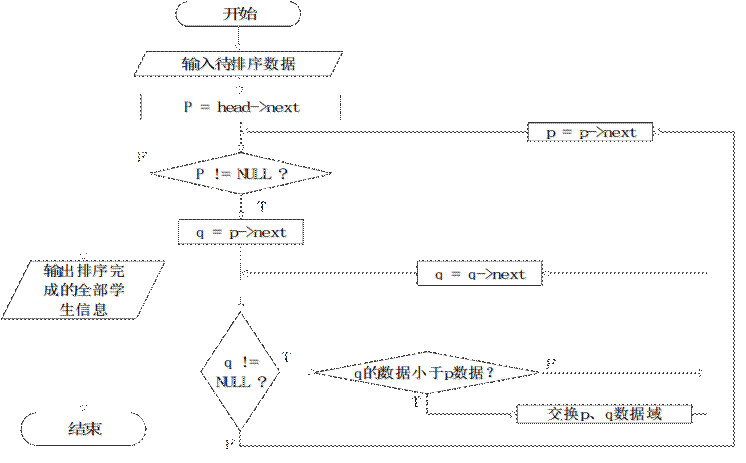 开始
输入待排序数据
P = head->next
p = p->next
F
P != NULL ?
T
q = p->next
输出排序完
成的全部学
生信息
q = q->next
q !=
NULL ?
T
q的数据小于p数据?
F
T
交换p、q数据域
结束
F